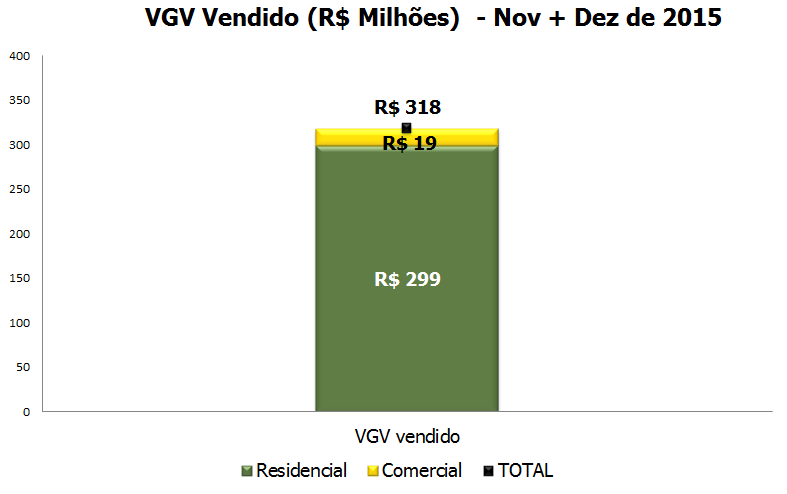 VGV Vendido (R$ Milhões)  - Nov + Dez de 2015
400
350
300
250
200
150
100
50
0
R$ 318
R$ 19
R$ 299
VGV vendido
Residencial Comercial TOTAL